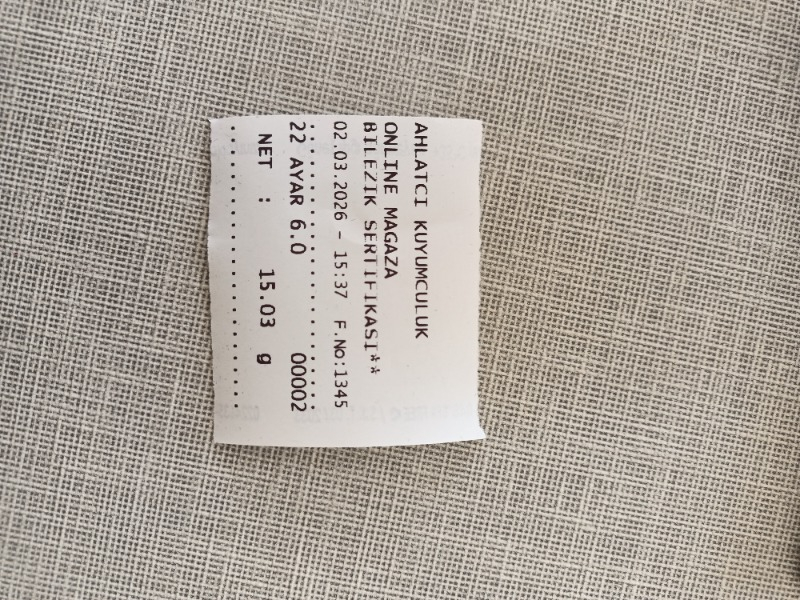 AHLATCI KUYUMCULUK
ONLINE MAGAZA
BILEZIK SERTIFIKASI**
02.03.2026 - 15:37 F.No:1345
22 AYAR 6.0 00002
NET : 15.03 g